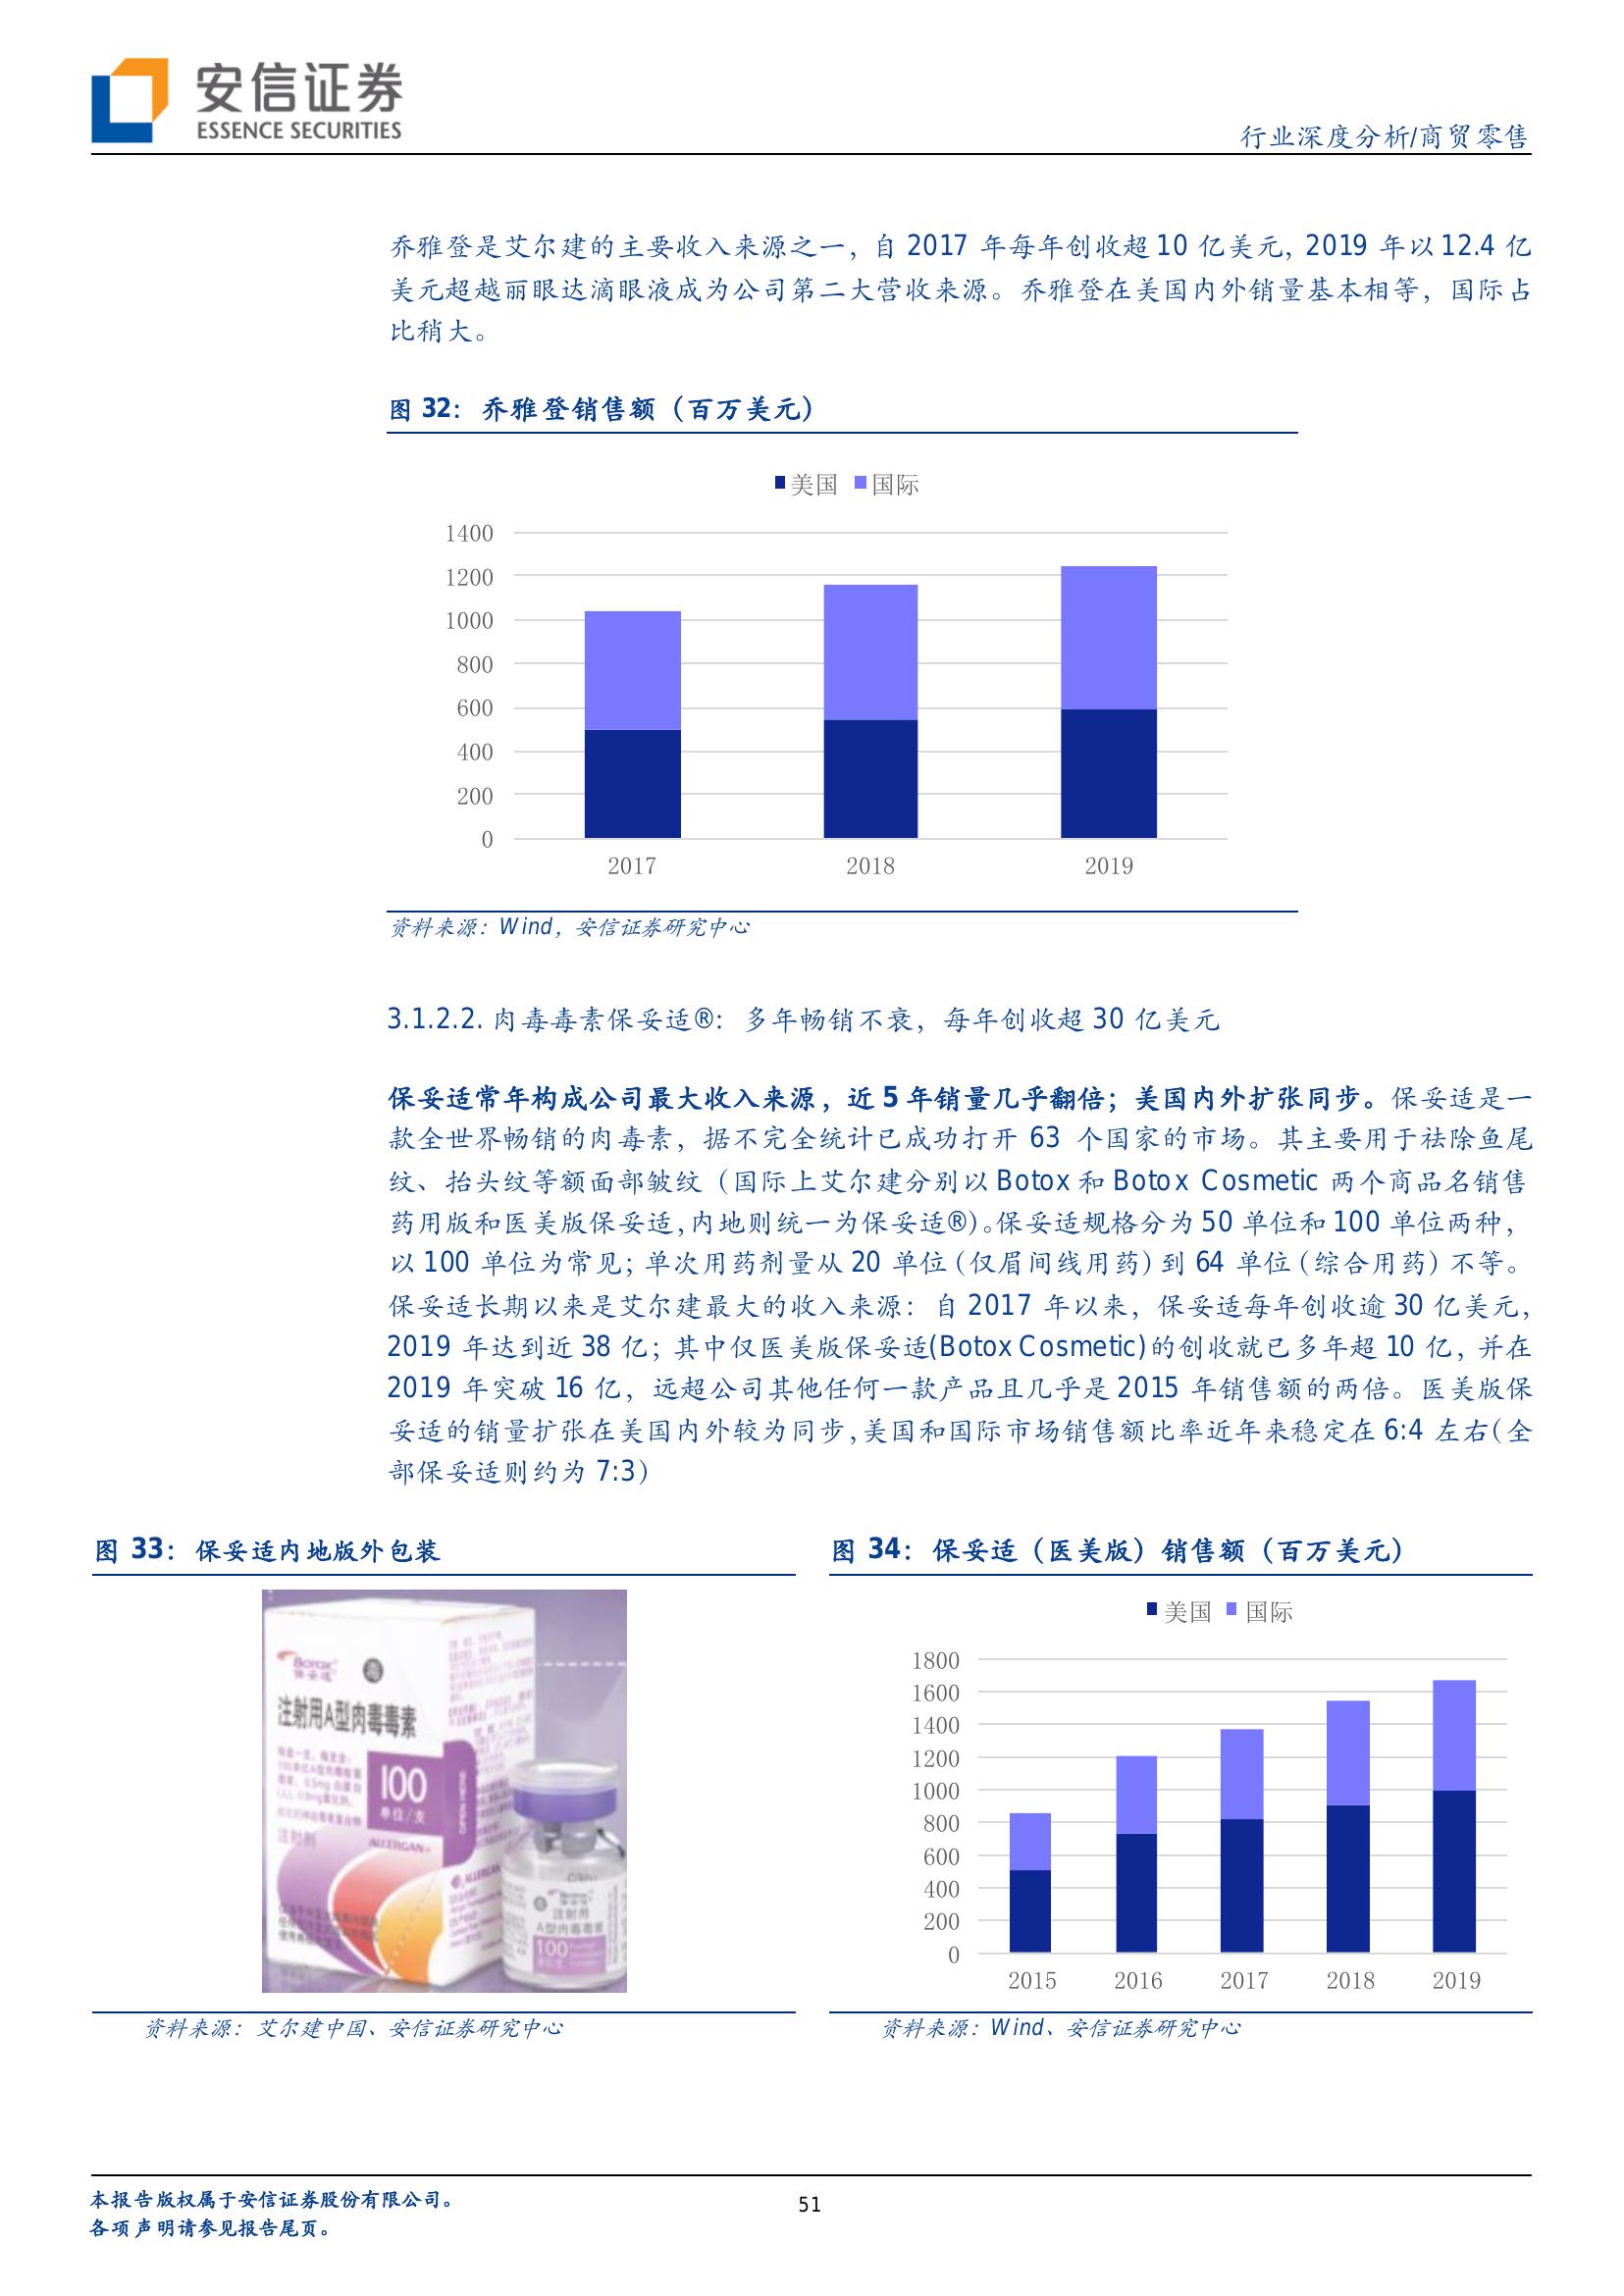 安信证券
ESSENCE SECURITIES
行业深度分析/商贸零售
乔雅登是艾尔建的主要收入来源之一，自 2017 年每年创收超 10 亿美元，2019 年以 12.4 亿
美元超越丽眼达滴眼液成为公司第二大营收来源。乔雅登在美国内外销量基本相等，国际占
比稍大。
图 32：乔雅登销售额（百万美元）
美国 国际
1400
1200
1000
800
600
400
200
0
2017 2018 2019
资料来源：Wind，安信证券研究中心
3.1.2.2. 肉毒毒素保妥适®：多年畅销不衰，每年创收超 30 亿美元
保妥适常年构成公司最大收入来源，近 5 年销量几乎翻倍；美国内外扩张同步。保妥适是一
款全世界畅销的肉毒素，据不完全统计已成功打开 63 个国家的市场。其主要用于祛除鱼尾
纹、抬头纹等额面部皱纹（国际上艾尔建分别以 Botox 和 Botox Cosmetic 两个商品名销售
药用版和医美版保妥适，内地则统一为保妥适®）。保妥适规格分为 50 单位和 100 单位两种，
以 100 单位为常见；单次用药剂量从 20 单位（仅眉间线用药）到 64 单位（综合用药）不等。
保妥适长期以来是艾尔建最大的收入来源：自 2017 年以来，保妥适每年创收逾 30 亿美元，
2019 年达到近 38 亿；其中仅医美版保妥适(Botox Cosmetic)的创收就已多年超 10 亿，并在
2019 年突破 16 亿，远超公司其他任何一款产品且几乎是 2015 年销售额的两倍。医美版保
妥适的销量扩张在美国内外较为同步，美国和国际市场销售额比率近年来稳定在 6:4 左右（全
部保妥适则约为 7:3）
图 33：保妥适内地版外包装
Botox
保妥适
毒
注射用A型肉毒毒素
100
单位/支
注射剂
ALLERGAN
OPEN HERE
ALLERGAN
Botox
注射用
A型肉毒毒素
100
资料来源：艾尔建中国、安信证券研究中心
图 34：保妥适（医美版）销售额（百万美元）
美国 国际
1800
1600
1400
1200
1000
800
600
400
200
0
2015 2016 2017 2018 2019
资料来源：Wind、安信证券研究中心
本报告版权属于安信证券股份有限公司。
各项声明请参见报告尾页。
51